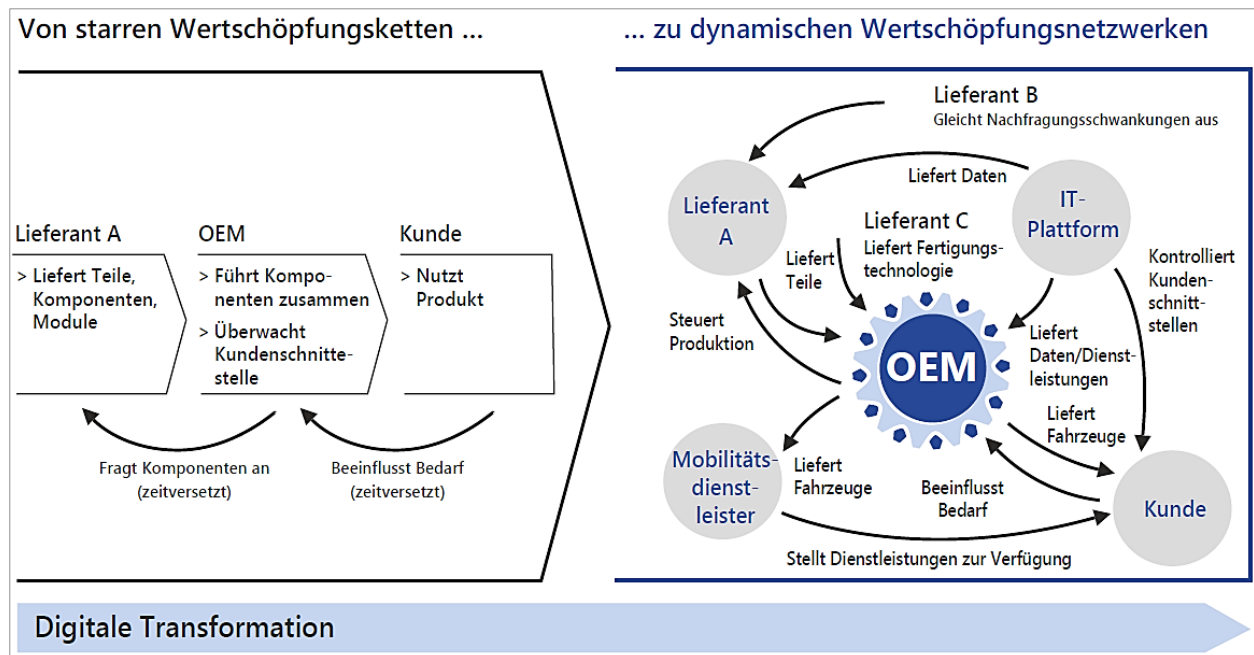 Von starren Wertschöpfungsketten ...
... zu dynamischen Wertschöpfungsnetzwerken
Lieferant A
> Liefert Teile,
Komponenten,
Module
OEM
> Führt Kompo-
nenten zusammen
> Überwacht
Kundenschnitte-
stelle
Kunde
> Nutzt
Produkt
Fragt Komponenten an
(zeitversetzt)
Beeinflusst Bedarf
(zeitversetzt)
Lieferant B
Gleicht Nachfragungsschwankungen aus
Liefert Daten
Lieferant
A
IT-
Plattform
Lieferant C
Liefert Fertigungs-
technologie
Liefert
Teile
Kontrolliert
Kunden-
schnitt-
stellen
Steuert
Produktion
OEM
Liefert
Daten/Dienst-
leistungen
Liefert
Fahrzeuge
Mobilitäts-
dienst-
leister
Liefert
Fahrzeuge
Beeinflusst
Bedarf
Kunde
Stellt Dienstleistungen zur Verfügung
Digitale Transformation